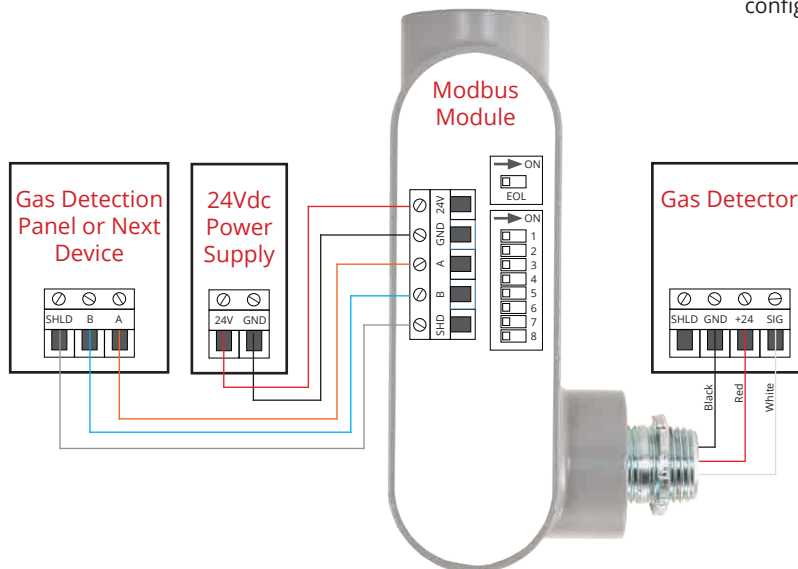 config
Modbus
Module
Gas Detection
Panel or Next
Device
SHLD B A
24Vdc
Power
Supply
24V GND
24V
GND
A
B
SHD
ON
EOL
ON
1
2
3
4
5
6
7
8
Gas Detector
SHLD GND +24 SIG
Black
Red
White